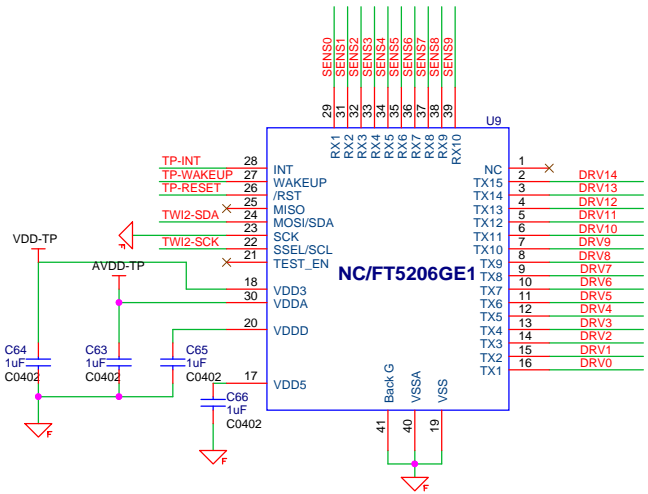 SENS0
SENS1
SENS2
SENS3
SENS4
SENS5
SENS6
SENS7
SENS8
SENS9
29
31
32
33
34
35
36
37
38
39
U9
RX1
RX2
RX3
RX4
RX5
RX6
RX7
RX8
RX9
RX10
TP-INT 28 INT
TP-WAKEUP 27 WAKEUP
TP-RESET 26 /RST
25 MISO
TWI2-SDA 24 MOSI/SDA
23 SCK
TWI2-SCK 22 SSEL/SCL
21 TEST_EN
NC 1
TX15 2 DRV14
TX14 3 DRV13
TX13 4 DRV12
TX12 5 DRV11
TX11 6 DRV10
TX10 7 DRV9
TX9 8 DRV8
TX8 9 DRV7
TX7 10 DRV6
TX6 11 DRV5
TX5 12 DRV4
TX4 13 DRV3
TX3 14 DRV2
TX2 15 DRV1
TX1 16 DRV0
NC/FT5206GE1
VDD-TP
AVDD-TP
18 VDD3
30 VDDA
20 VDDD
17 VDD5
C64
1uF
C0402
C63
1uF
C0402
C65
1uF
C0402
C66
1uF
C0402
Back G
VSSA
VSS
41
40
19
F
F
F
F